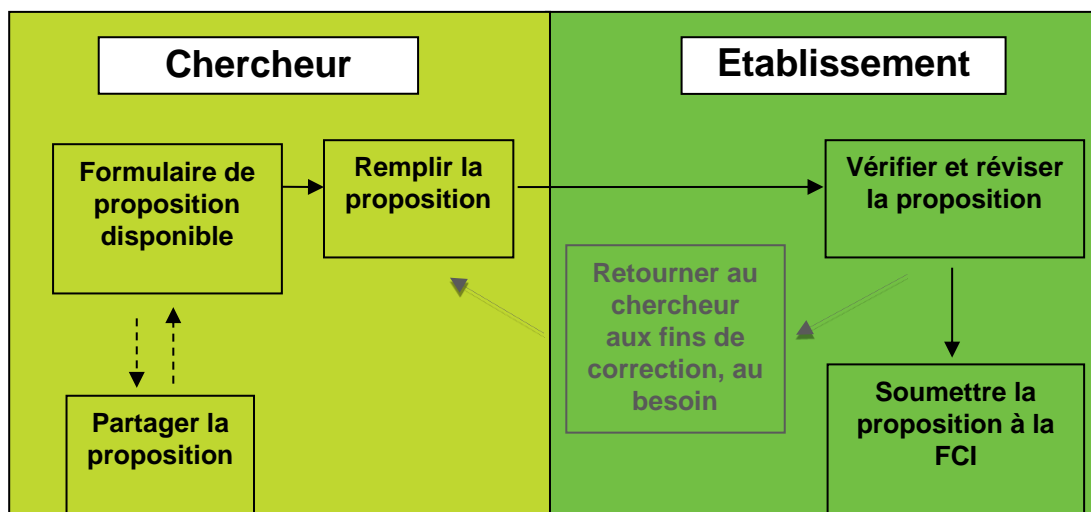 Chercheur
Formulaire de
proposition
disponible
Remplir la
proposition
Partager la
proposition
Etablissement
Vérifier et réviser
la proposition
Retourner au
chercheur
aux fins de
correction, au
besoin
Soumettre la
proposition à la
FCI